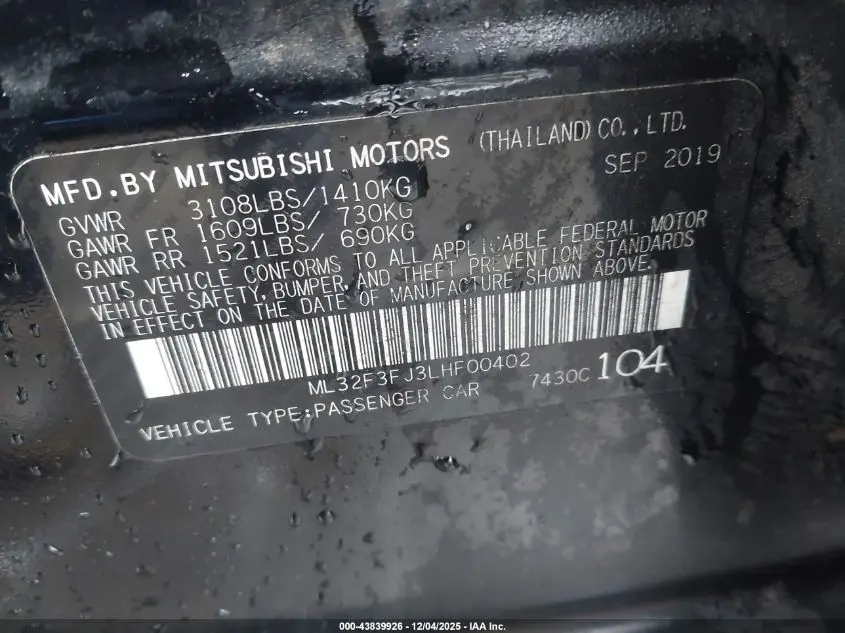 MFD.BY MITSUBISHI MOTORS (THAILAND)CO.,LTD.
SEP 2019
GVWR 3108LBS/1410KG
GAWR FR 1609LBS/ 730KG
GAWR RR 1521LBS/ 690KG
THIS VEHICLE CONFORMS TO ALL APPLICABLE FEDERAL MOTOR
VEHICLE SAFETY,BUMPER,AND THEFT PREVENTION STANDARDS
IN EFFECT ON THE DATE OF MANUFACTURE SHOWN ABOVE.
ML32F3FJ3LHF00402
7430C 104
VEHICLE TYPE:PASSENGER CAR
000-43839926 - 12/04/2025 - IAA Inc.